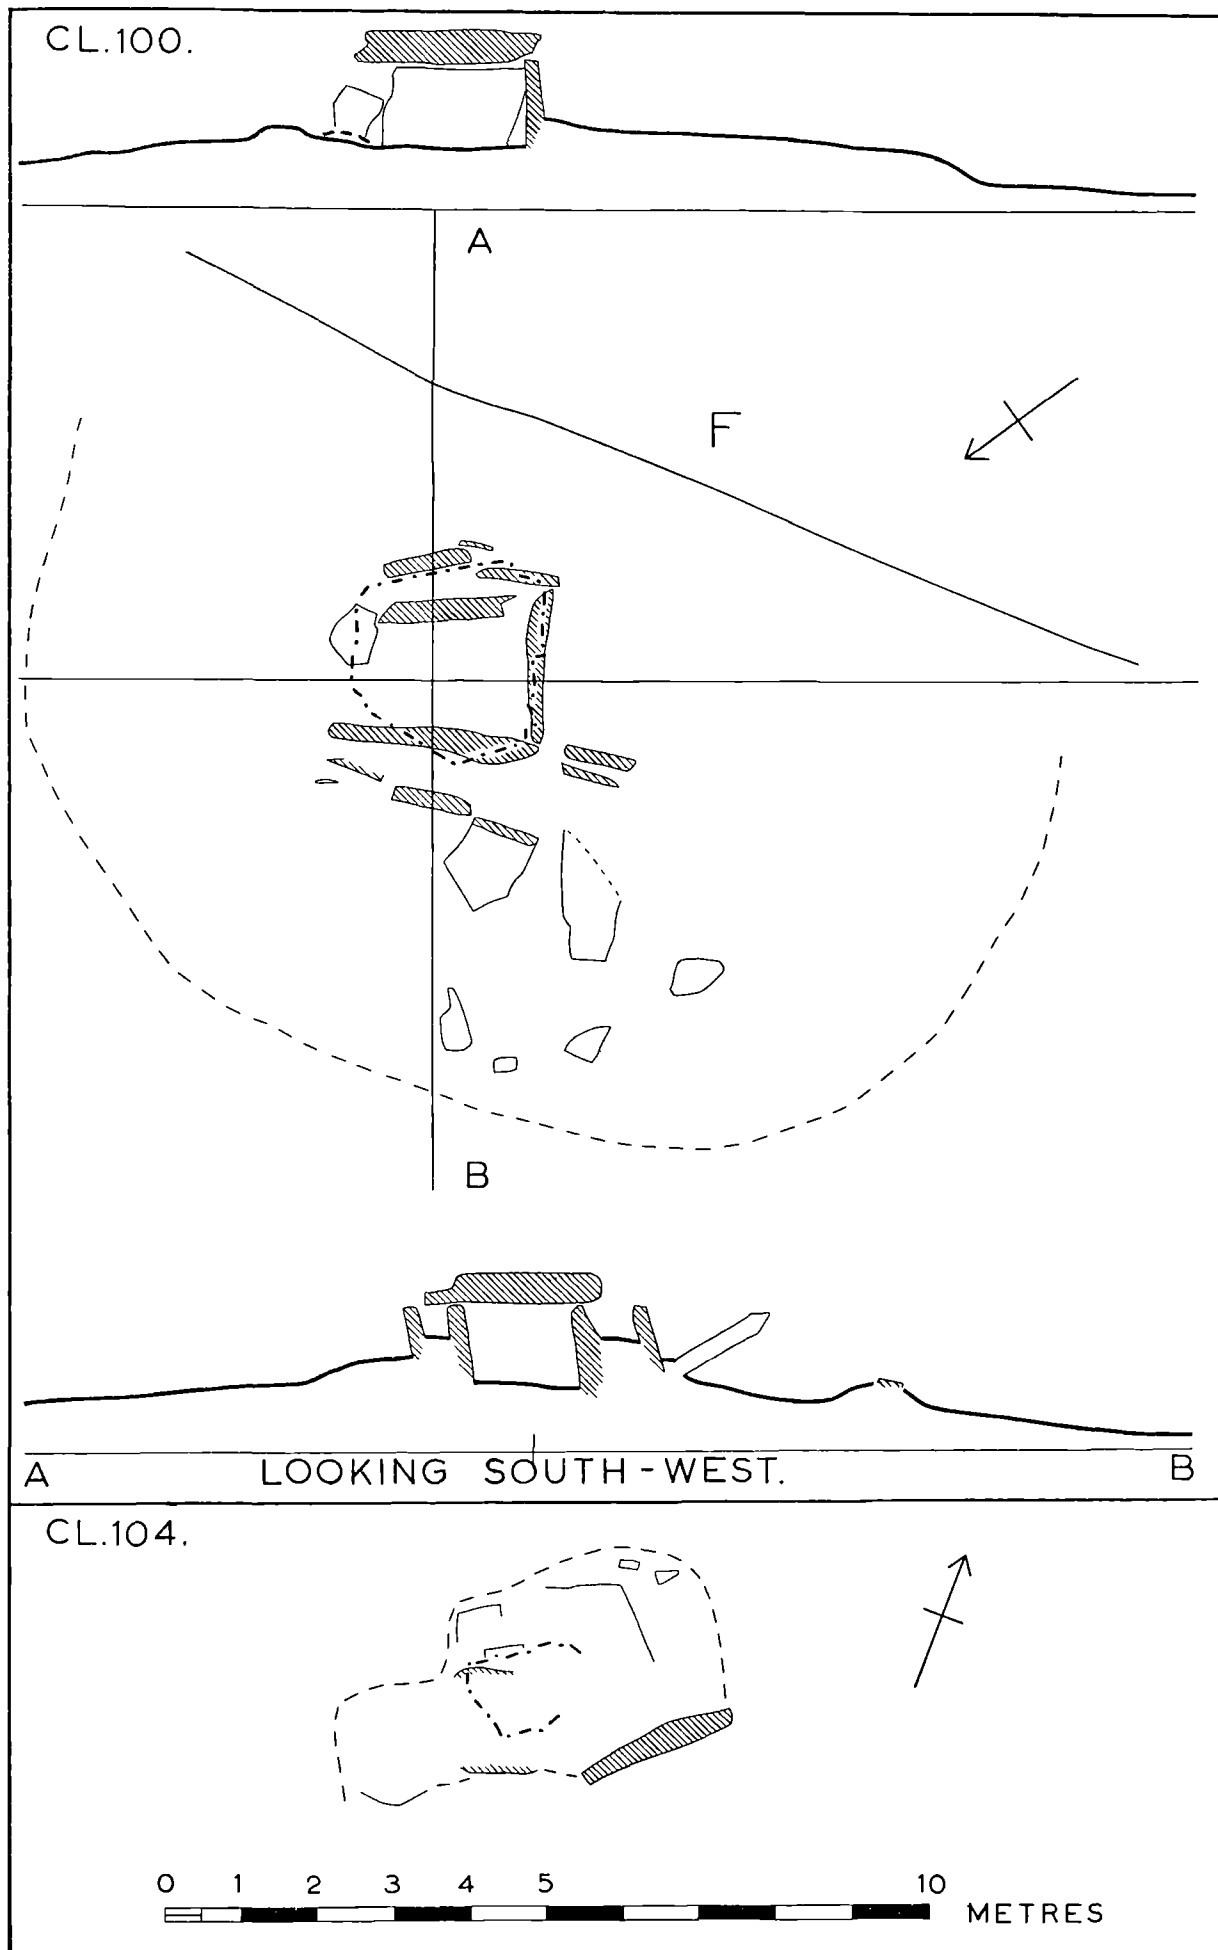 CL.100.
A
F
B
A LOOKING SOUTH-WEST. B
CL.104.
0 1 2 3 4 5 10
METRES